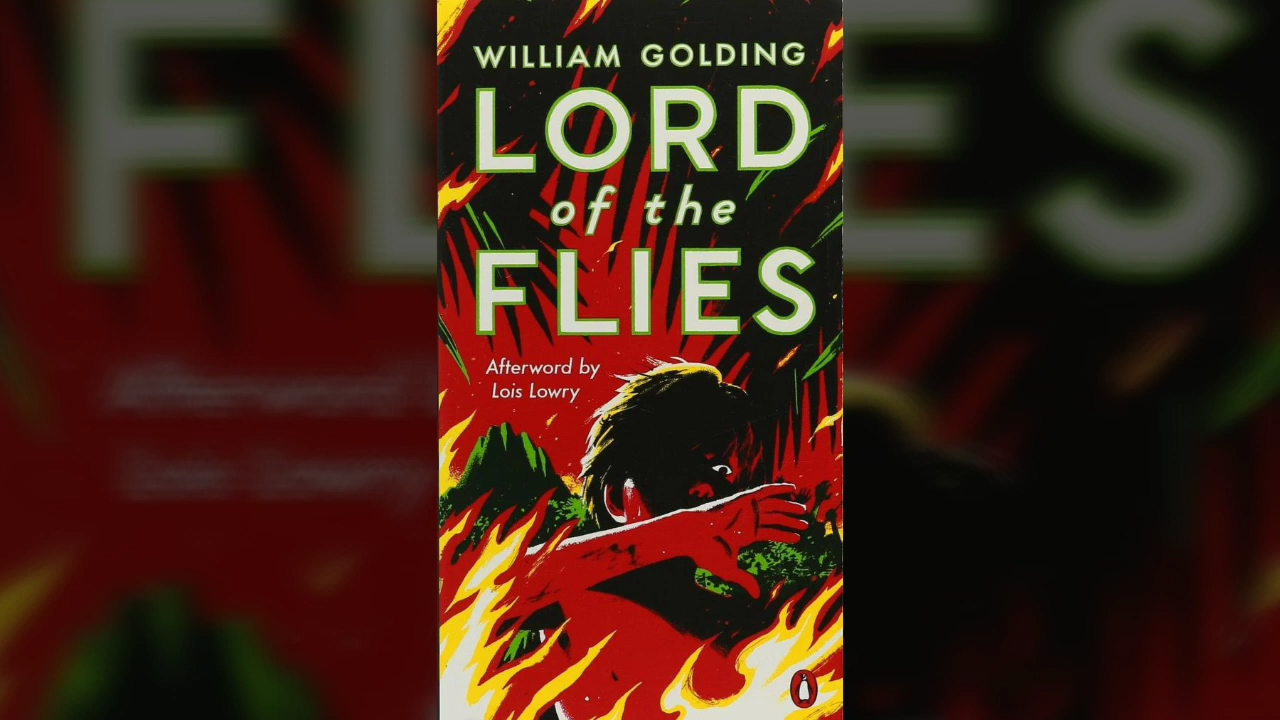 WILLIAM GOLDING
LORD
of the
FLIES
Afterword by
Lois Lowry